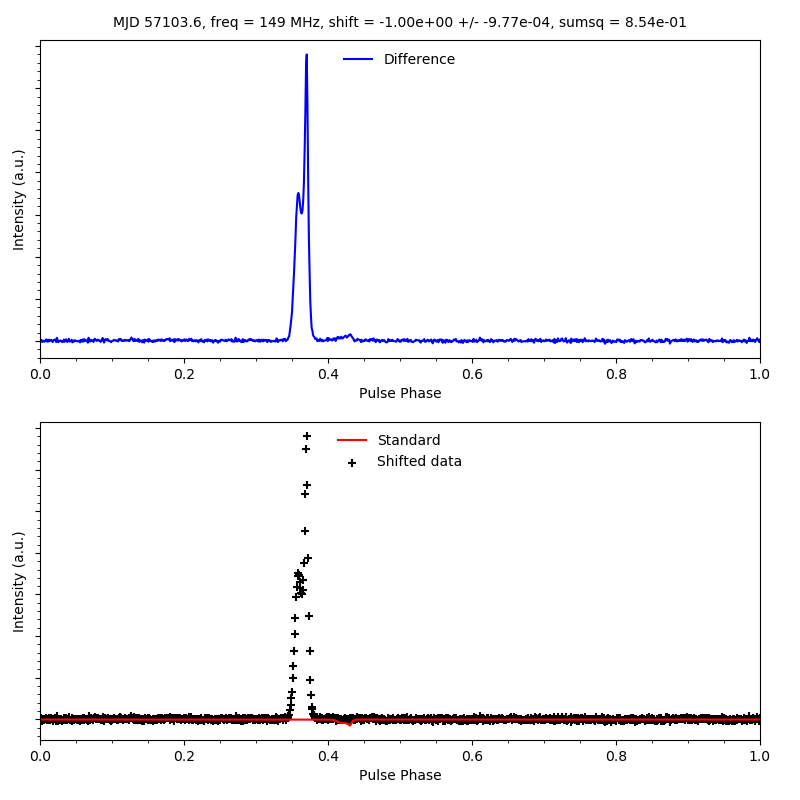 MJD 57103.6, freq = 149 MHz, shift = -1.00e+00 +/- -9.77e-04, sumsq = 8.54e-01
Difference
Intensity (a.u.)
0.0 0.2 0.4 0.6 0.8 1.0
Pulse Phase
Standard
Shifted data
Intensity (a.u.)
0.0 0.2 0.4 0.6 0.8 1.0
Pulse Phase